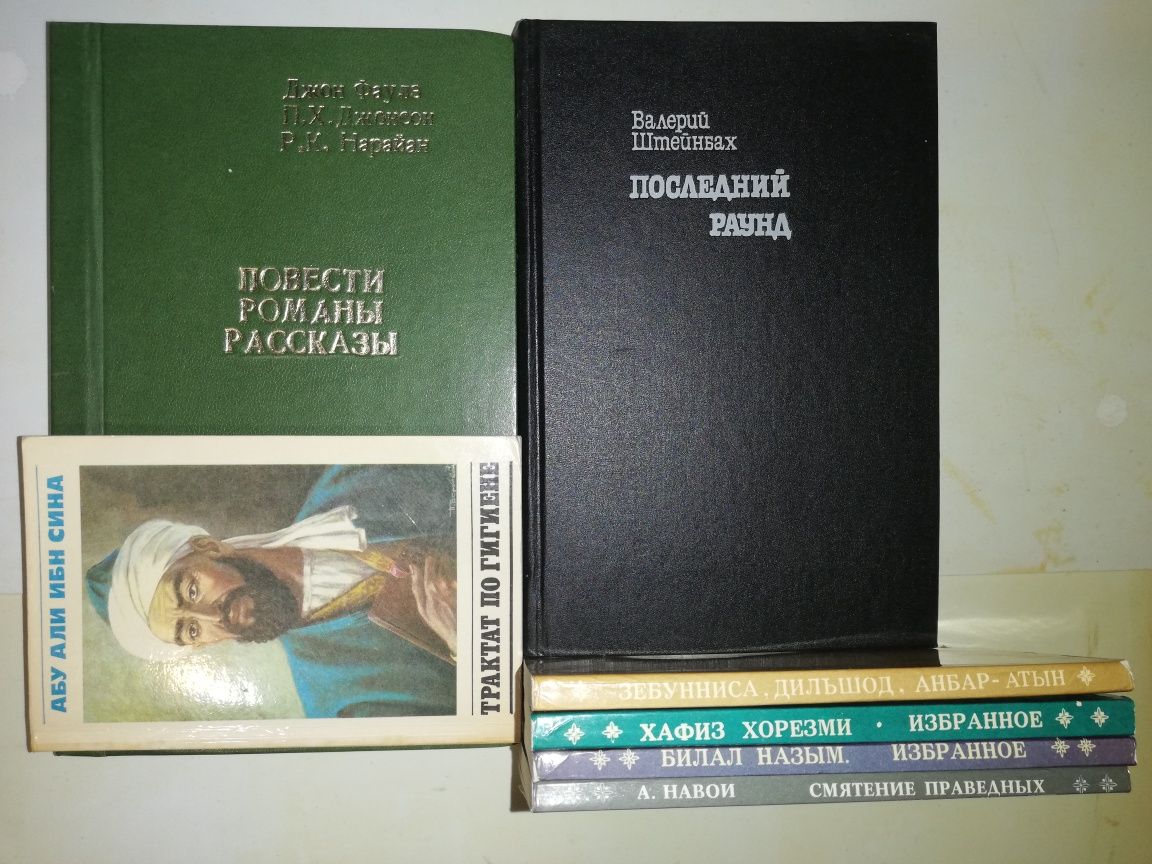 Джон Фаулз
П.Х. Джонсон
Р.К. Нарайан
ПОВЕСТИ
РОМАНЫ
РАССКАЗЫ
Валерий
Штейнбах
ПОСЛЕДНИЙ
РАУНД
АБУ АЛИ ИБН СИНА
ТРАКТАТ ПО ГИГИЕНЕ
ЗЕБУННИСА, ДИЛЬШОД, АНБАР-АТЫН
ХАФИЗ ХОРЕЗМИ · ИЗБРАННОЕ
БИЛАЛ НАЗЫМ. ИЗБРАННОЕ
А. НАВОИ СМЯТЕНИЕ ПРАВЕДНЫХ